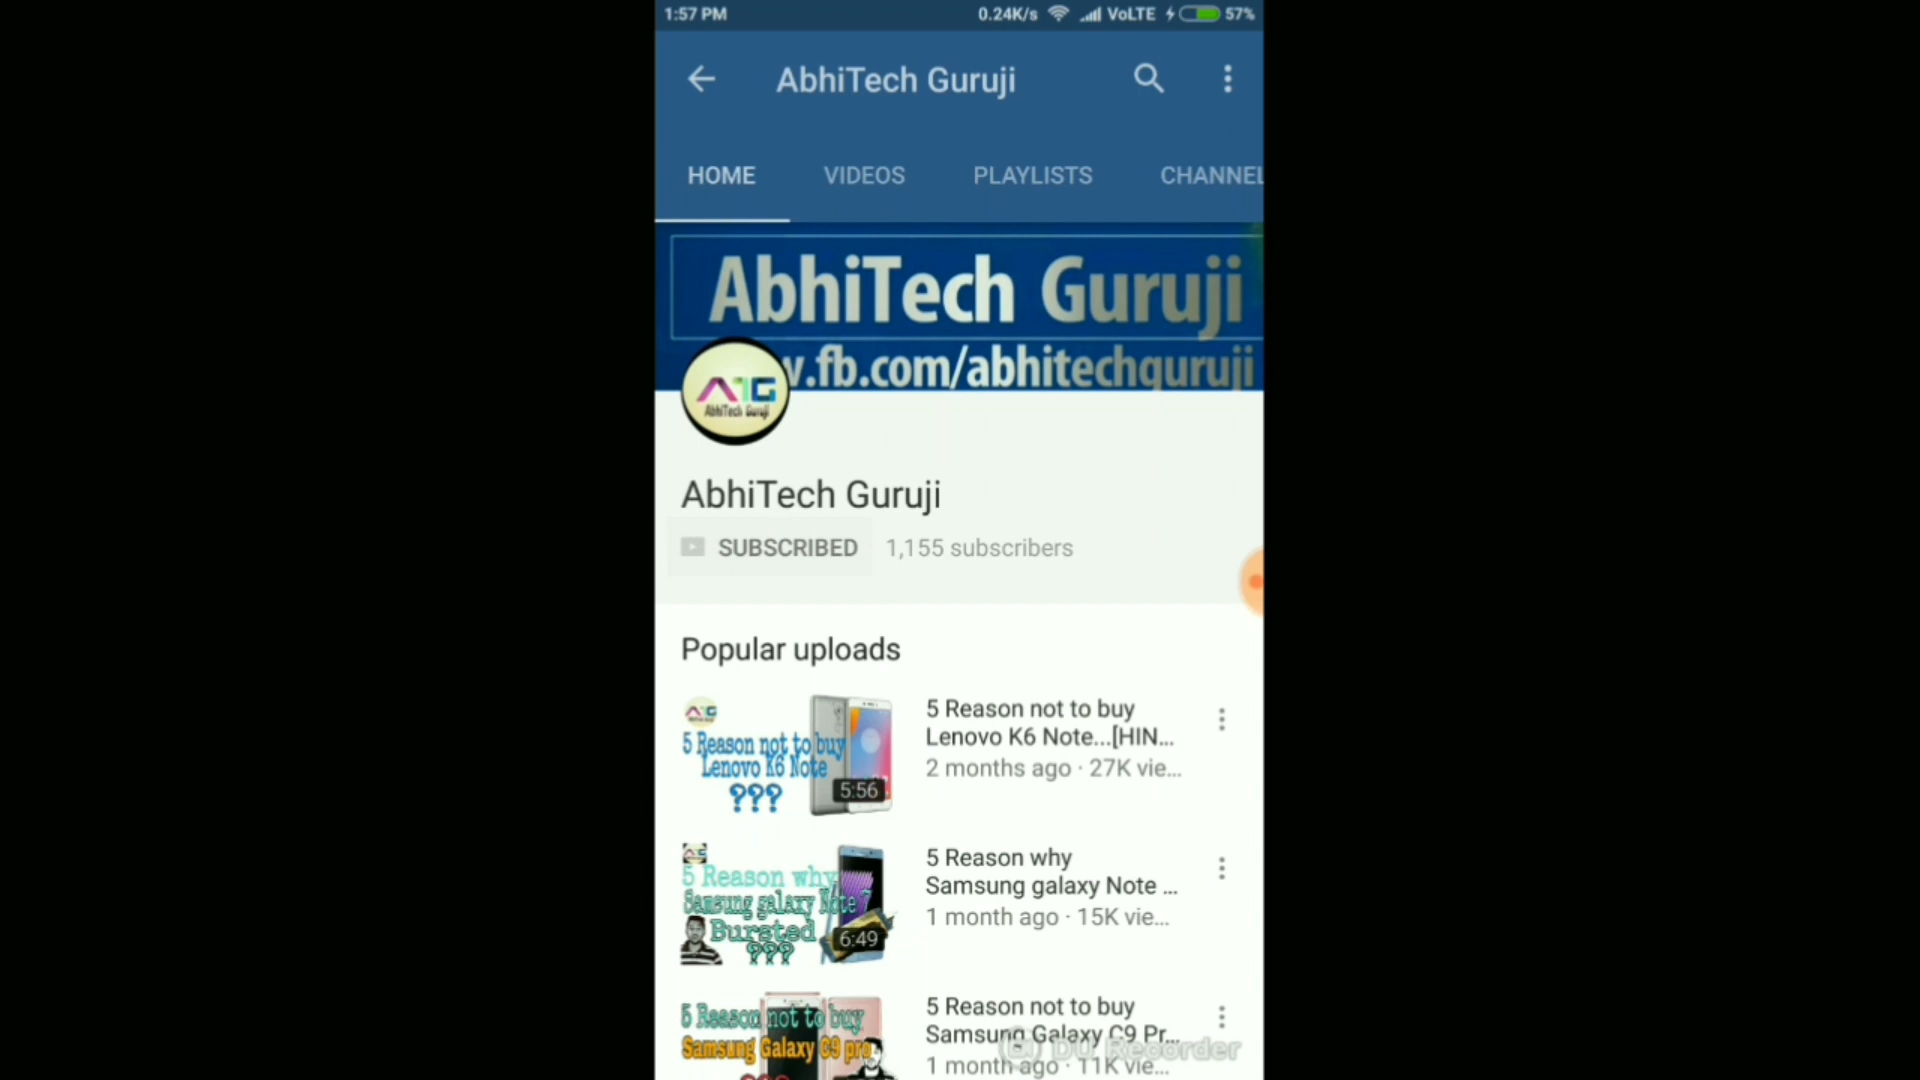 1:57 PM 0.24K/s VoLTE 57%
AbhiTech Guruji
HOME VIDEOS PLAYLISTS CHANNEL
AbhiTech Guruji
.fb.com/abhitechguruji
ATG
AbhiTech Guruji
AbhiTech Guruji
SUBSCRIBED 1,155 subscribers
Popular uploads
5 Reason not to buy
Lenovo K6 Note
???
5:56
5 Reason not to buy
Lenovo K6 Note...[HIN...
2 months ago · 27K vie...
5 Reason why
Samsung galaxy Note 7
Bursted
???
6:49
5 Reason why
Samsung galaxy Note ...
1 month ago · 15K vie...
5 Reason not to buy
Samsung Galaxy C9 pro
5 Reason not to buy
Samsung Galaxy C9 Pr...
1 month ago · 11K vie...
DU Recorder